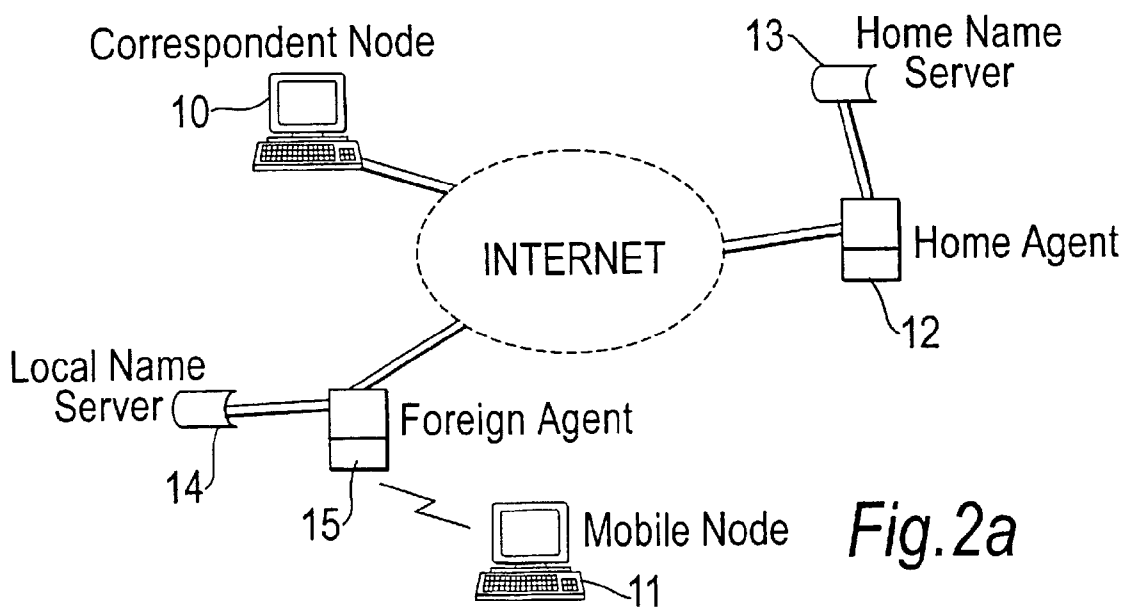 Correspondent Node
10
13
Home Name
Server
INTERNET
Home Agent
12
Local Name
Server
14
Foreign Agent
15
Mobile Node
11
Fig.2a